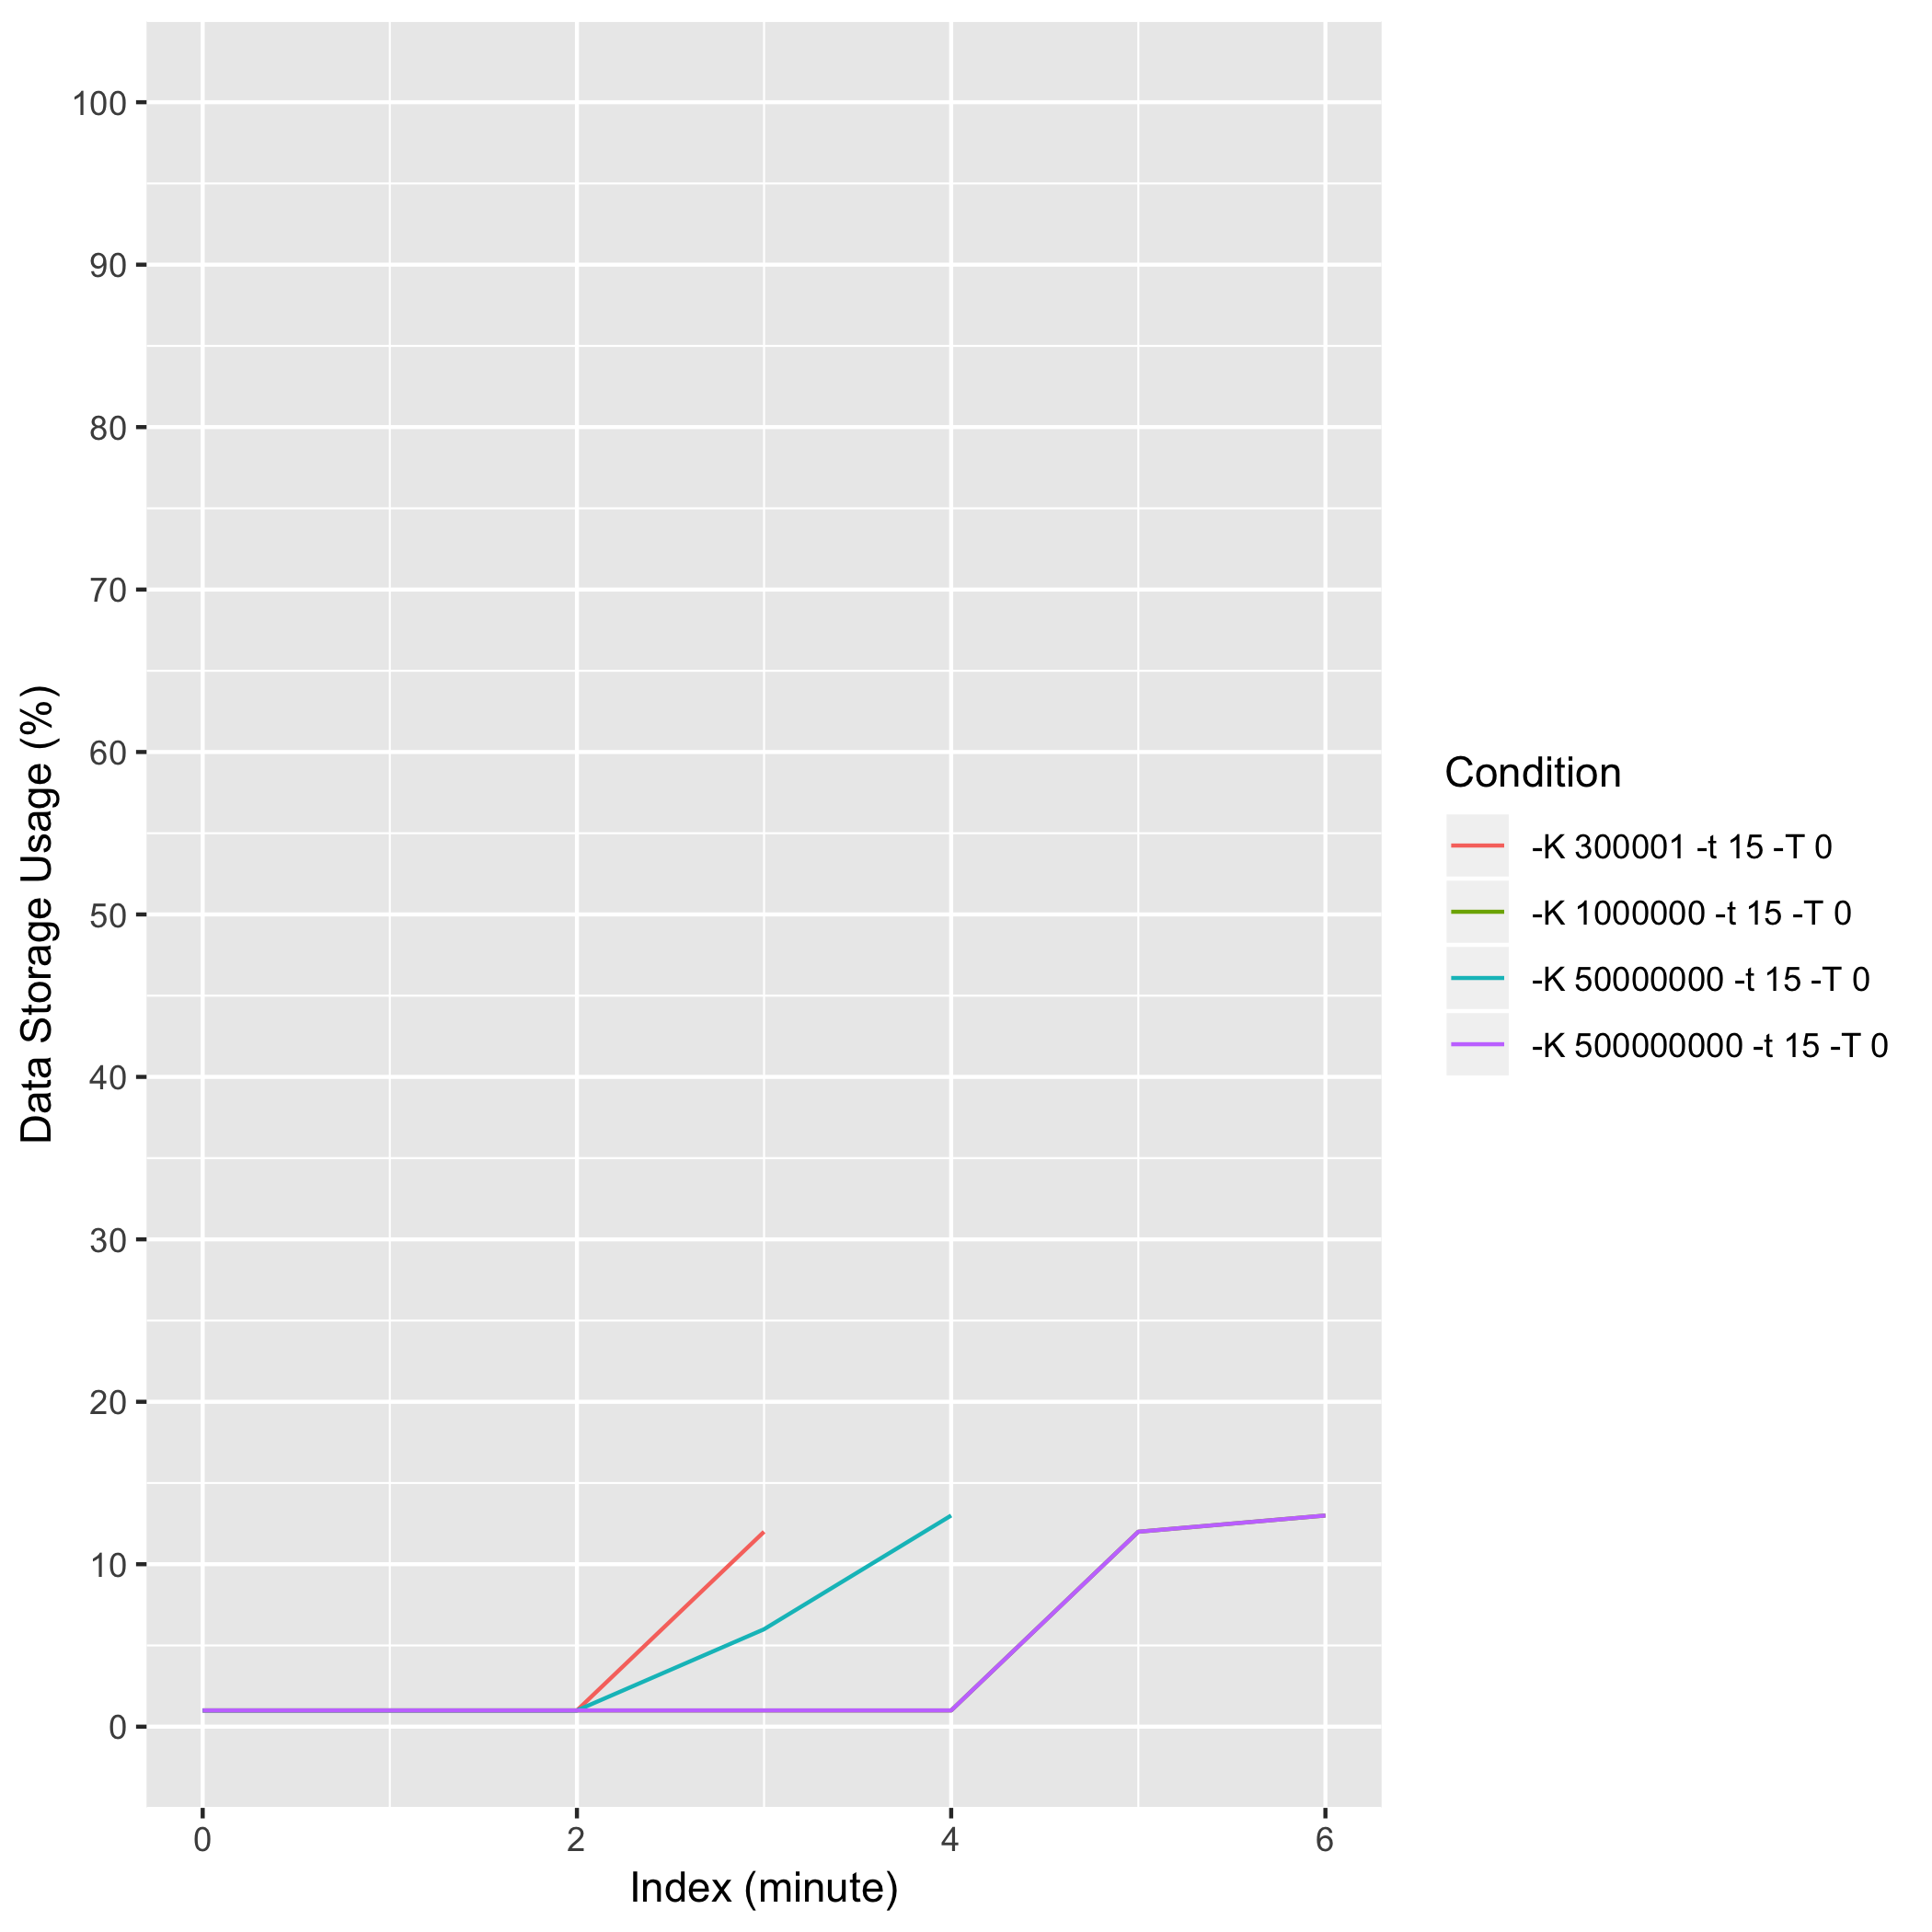 100
90
80
70
60
50
40
30
20
10
0
Data Storage Usage (%)
0 2 4 6
Index (minute)
Condition
-K 300001 -t 15 -T 0
-K 1000000 -t 15 -T 0
-K 50000000 -t 15 -T 0
-K 500000000 -t 15 -T 0